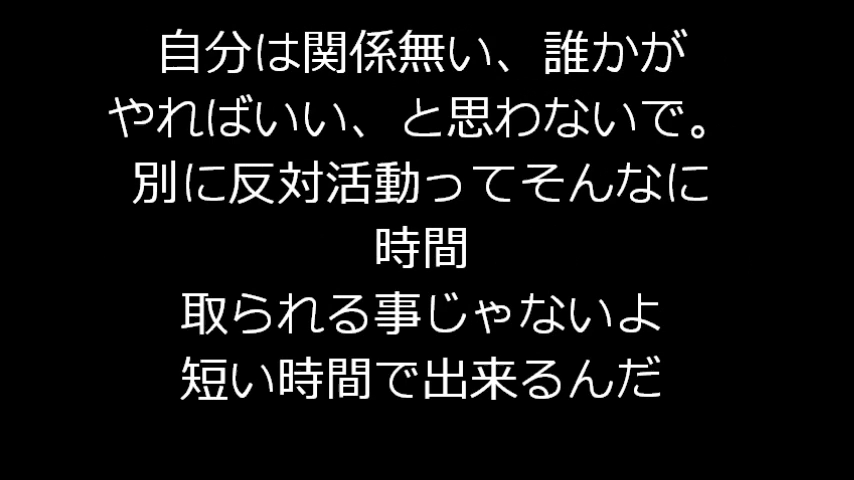 自分は関係無い、誰かが
やればいい、と思わないで。
別に反対活動ってそんなに
時間
取られる事じゃないよ
短い時間で出来るんだ